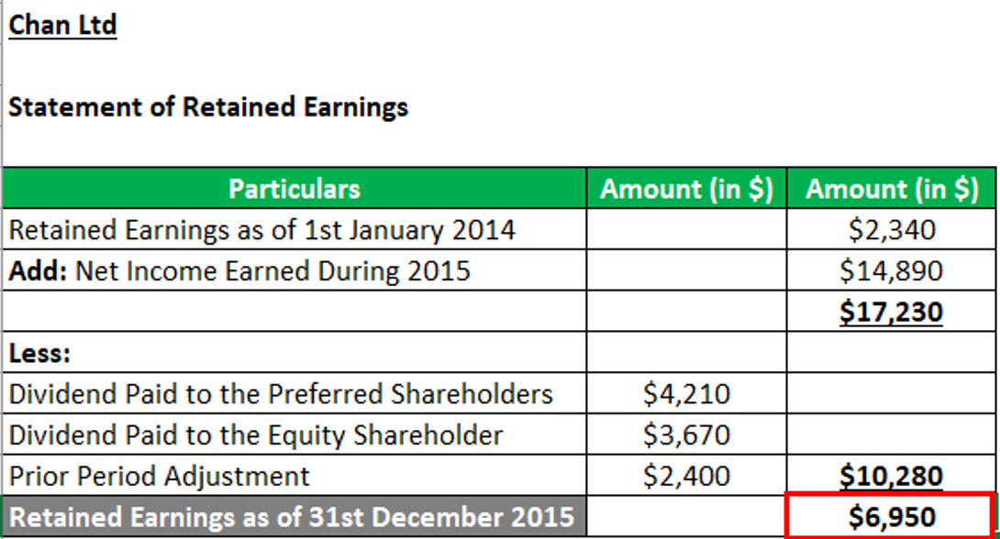 Chan Ltd
Statement of Retained Earnings
Particulars Amount (in $) Amount (in $)
Retained Earnings as of 1st January 2014 $2,340
Add: Net Income Earned During 2015 $14,890
$17,230
Less:
Dividend Paid to the Preferred Shareholders $4,210
Dividend Paid to the Equity Shareholder $3,670
Prior Period Adjustment $2,400 $10,280
Retained Earnings as of 31st December 2015 $6,950